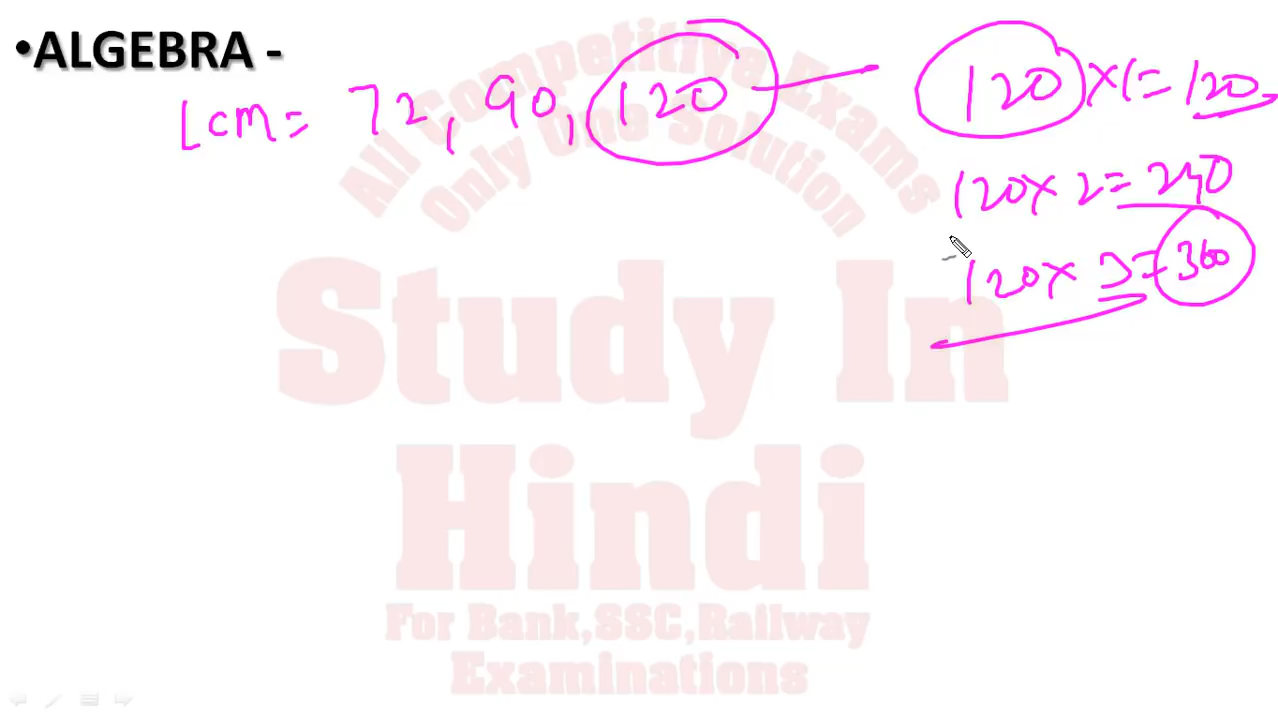 •ALGEBRA -
Lcm = 72, 90, 120
120 × 1 = 120
120 × 2 = 240
120 × 3 = 360
All Competitive Exams
Only One Solution
Study In
Hindi
For Bank,SSC,Railway
Examinations